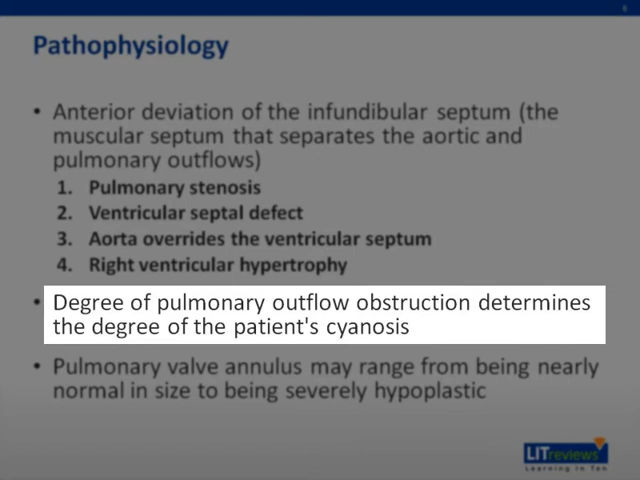 8
Pathophysiology
• Anterior deviation of the infundibular septum (the
muscular septum that separates the aortic and
pulmonary outflows)
1. Pulmonary stenosis
2. Ventricular septal defect
3. Aorta overrides the ventricular septum
4. Right ventricular hypertrophy
• Degree of pulmonary outflow obstruction determines
the degree of the patient's cyanosis
• Pulmonary valve annulus may range from being nearly
normal in size to being severely hypoplastic
LITreviews
Learning in Ten